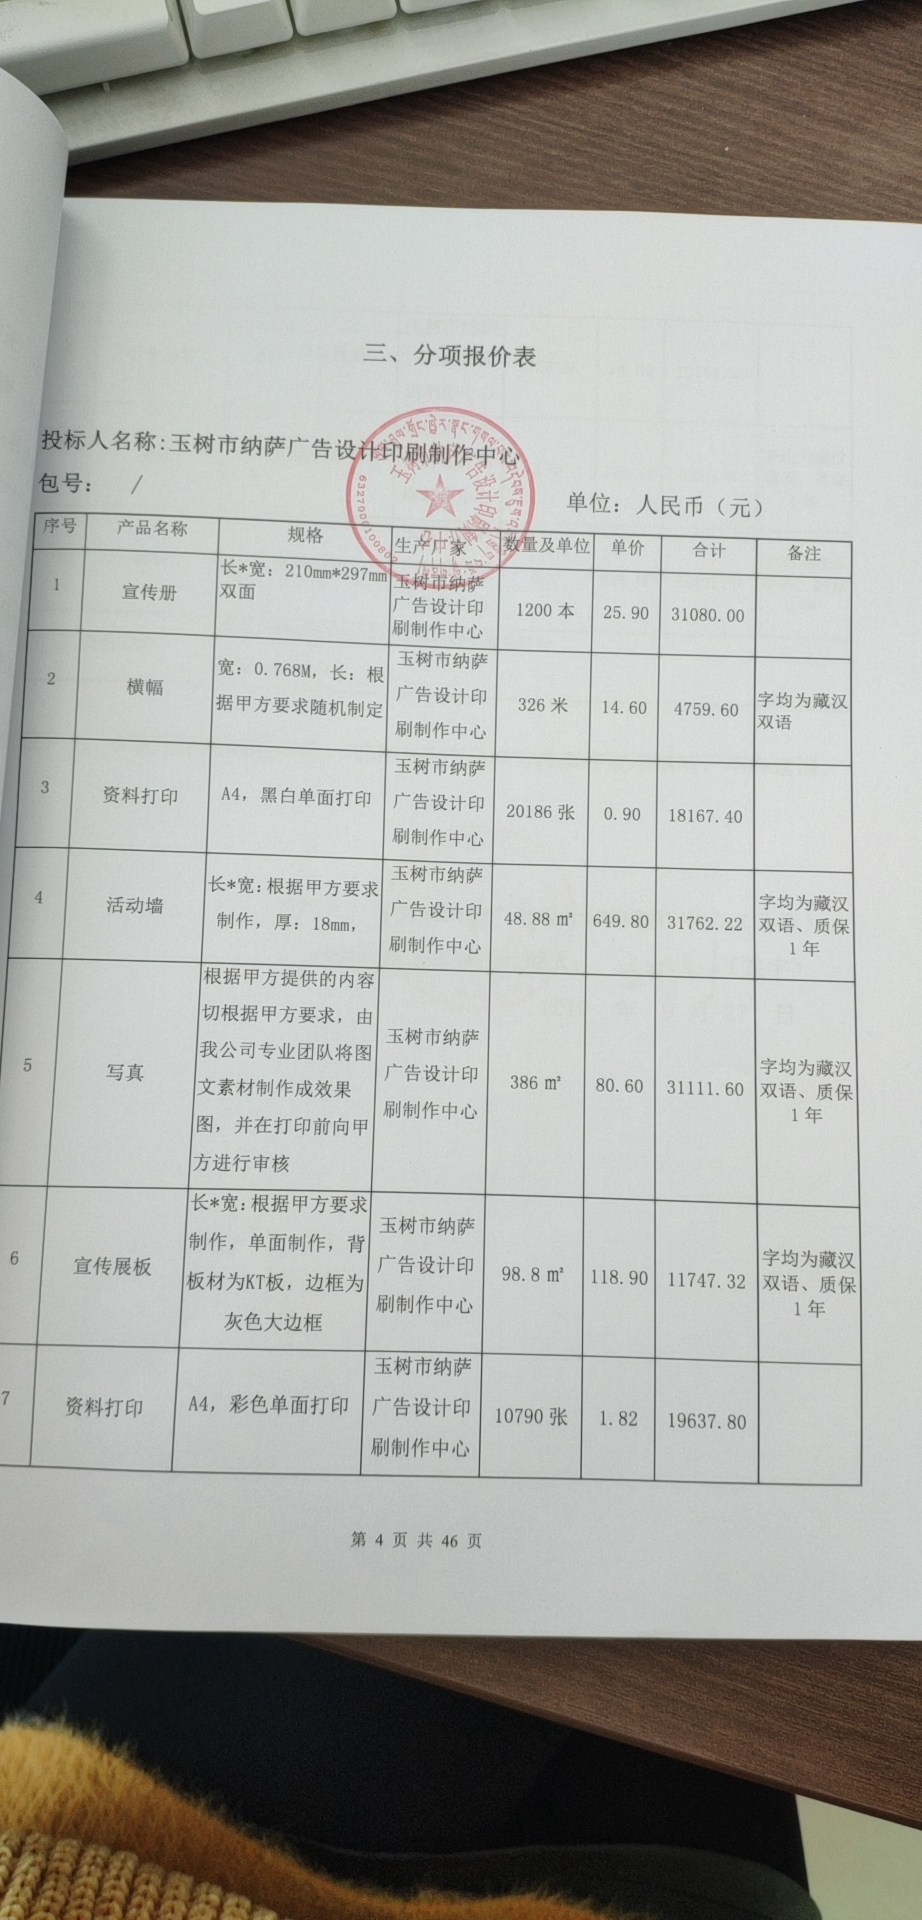 三、分项报价表
投标人名称:玉树市纳萨广告设计印刷制作中心
包号： /
单位：人民币（元）
序号 产品名称 规格 生产厂家 数量及单位 单价 合计 备注
1 宣传册 长*宽：210mm*297mm 双面 玉树市纳萨广告设计印刷制作中心 1200 本 25.90 31080.00
2 横幅 宽：0.768M，长：根据甲方要求随机制定 玉树市纳萨广告设计印刷制作中心 326 米 14.60 4759.60 字均为藏汉双语
3 资料打印 A4，黑白单面打印 玉树市纳萨广告设计印刷制作中心 20186 张 0.90 18167.40
4 活动墙 长*宽：根据甲方要求制作，厚：18mm， 玉树市纳萨广告设计印刷制作中心 48.88 ㎡ 649.80 31762.22 字均为藏汉双语、质保1 年
5 写真 根据甲方提供的内容切根据甲方要求，由我公司专业团队将图文素材制作成效果图，并在打印前向甲方进行审核 玉树市纳萨广告设计印刷制作中心 386 ㎡ 80.60 31111.60 字均为藏汉双语、质保1 年
6 宣传展板 长*宽：根据甲方要求制作，单面制作，背板材为KT板，边框为灰色大边框 玉树市纳萨广告设计印刷制作中心 98.8 ㎡ 118.90 11747.32 字均为藏汉双语、质保1 年
7 资料打印 A4，彩色单面打印 玉树市纳萨广告设计印刷制作中心 10790 张 1.82 19637.80
第 4 页 共 46 页